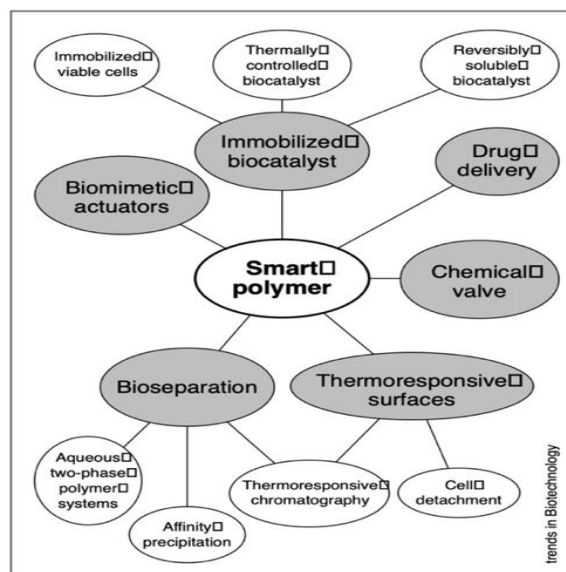 Immobilized□
viable cells
Thermally□
controlled□
biocatalyst
Reversibly□
soluble□
biocatalyst
Immobilized□
biocatalyst
Drug□
delivery
Biomimetic□
actuators
Smart□
polymer
Chemical□
valve
Bioseparation
Thermoresponsive□
surfaces
Aqueous□
two-phase□
polymer□
systems
Affinity□
precipitation
Thermoresponsive□
chromatography
Cell□
detachment
trends in Biotechnology